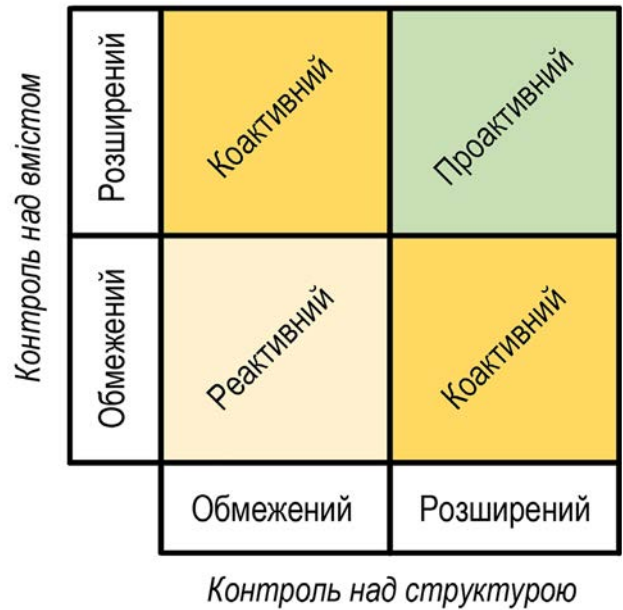 Контроль над вмістом
Розширений
Коактивний
Проактивний
Обмежений
Реактивний
Коактивний
Обмежений
Розширений
Контроль над структурою